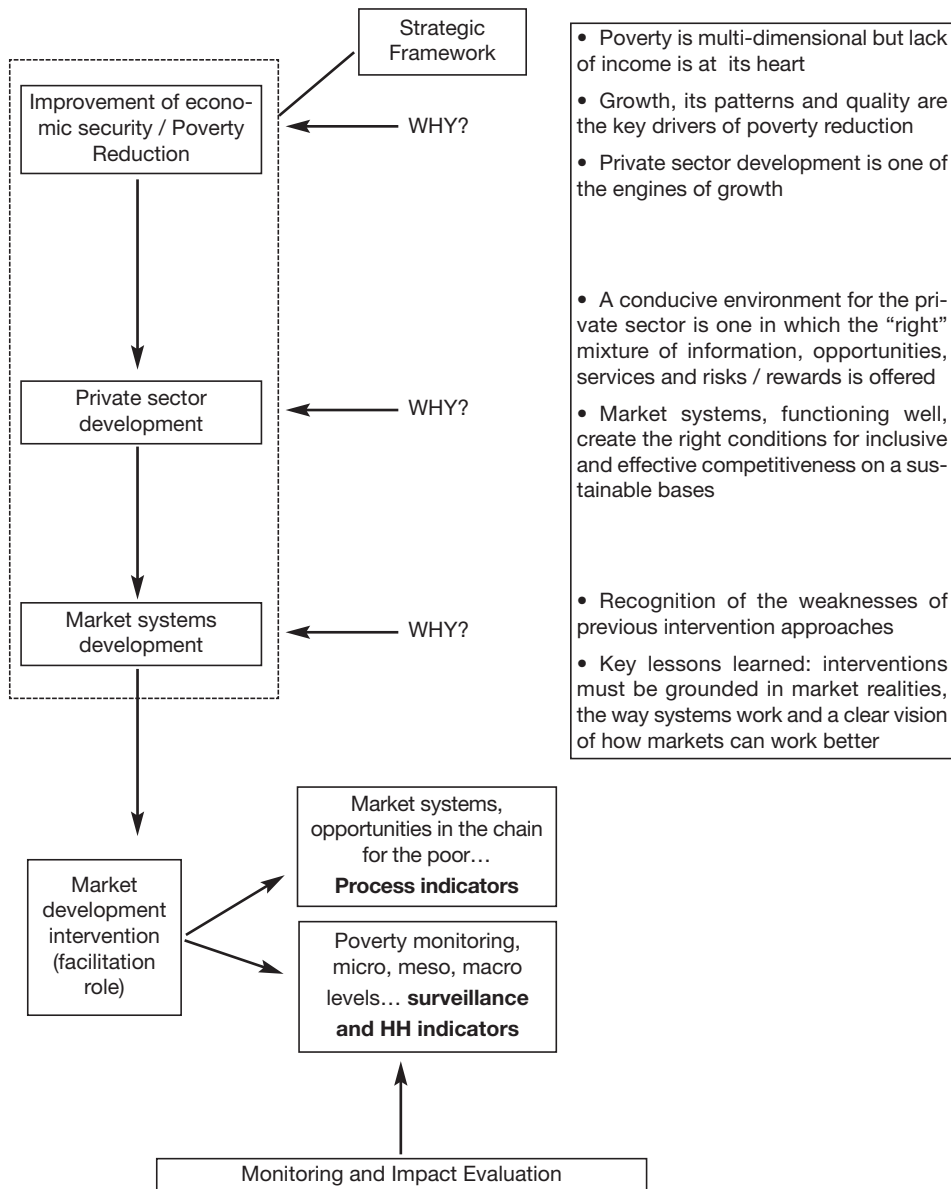 Strategic
Framework
Improvement of econo-
mic security / Poverty
Reduction
WHY?
• Poverty is multi-dimensional but lack
of income is at its heart
• Growth, its patterns and quality are
the key drivers of poverty reduction
• Private sector development is one of
the engines of growth
Private sector
development
WHY?
• A conducive environment for the pri-
vate sector is one in which the “right”
mixture of information, opportunities,
services and risks / rewards is offered
• Market systems, functioning well,
create the right conditions for inclusive
and effective competitiveness on a sus-
tainable bases
Market systems
development
WHY?
• Recognition of the weaknesses of
previous intervention approaches
• Key lessons learned: interventions
must be grounded in market realities,
the way systems work and a clear vision
of how markets can work better
Market
development
intervention
(facilitation
role)
Market systems,
opportunities in the chain
for the poor…
Process indicators
Poverty monitoring,
micro, meso, macro
levels… surveillance
and HH indicators
Monitoring and Impact Evaluation